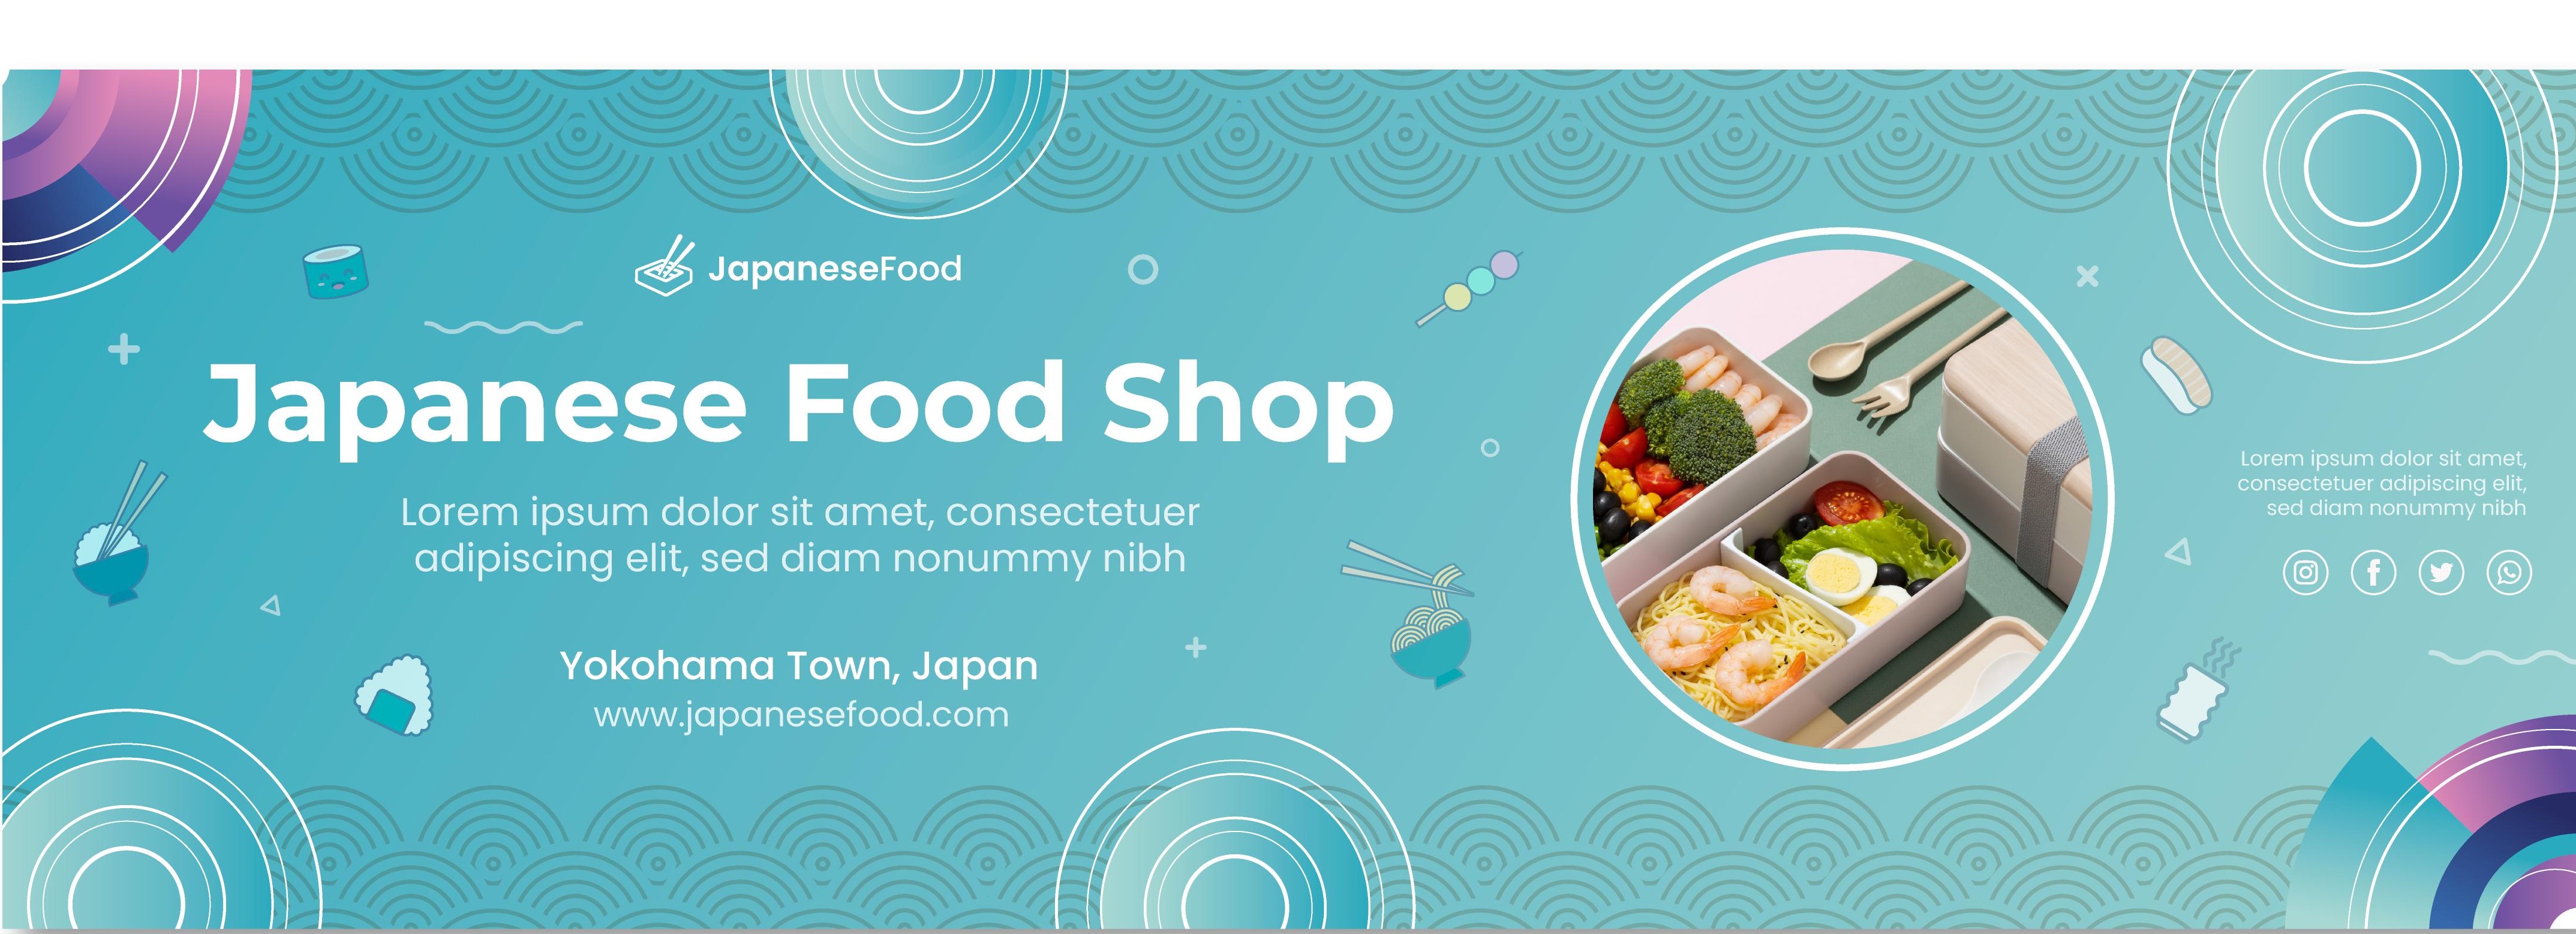 JapaneseFood
Japanese Food Shop
Lorem ipsum dolor sit amet, consectetuer
adipiscing elit, sed diam nonummy nibh
Yokohama Town, Japan
www.japanesefood.com
Lorem ipsum dolor sit amet,
consectetuer adipiscing elit,
sed diam nonummy nibh